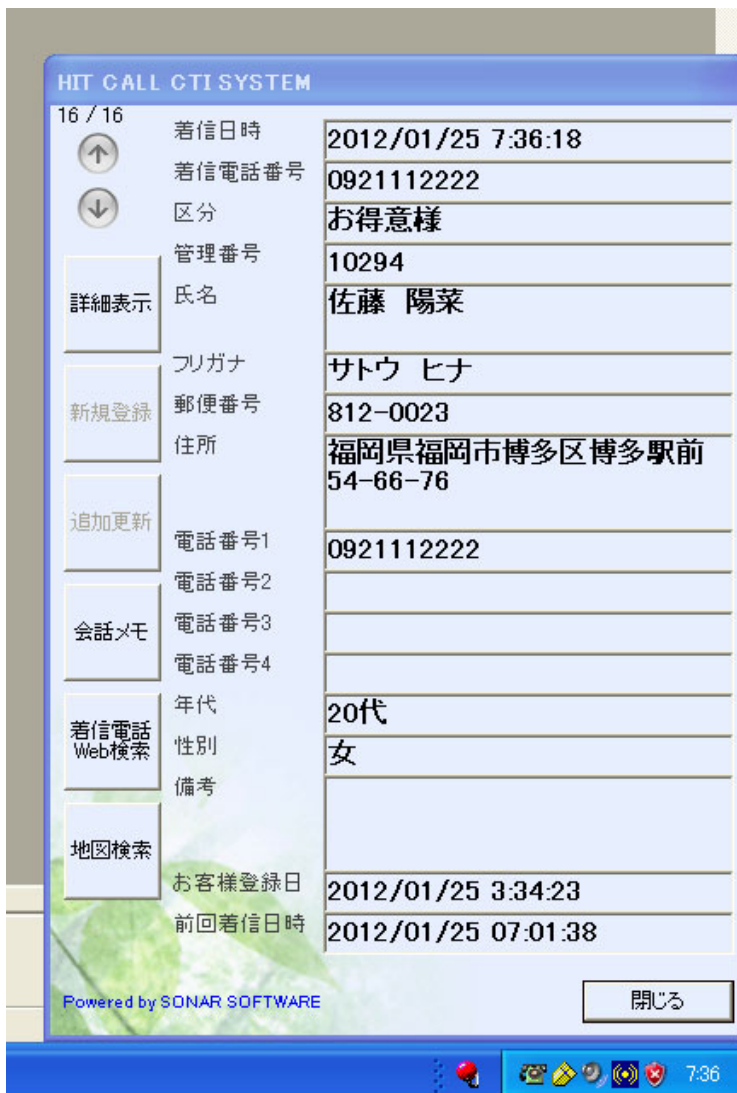 HIT CALL CTI SYSTEM
16 / 16
着信日時 2012/01/25 7:36:18
着信電話番号 0921112222
区分 お得意様
管理番号 10294
詳細表示
氏名 佐藤 陽菜
フリガナ サトウ ヒナ
新規登録
郵便番号 812-0023
住所 福岡県福岡市博多区博多駅前
54-66-76
追加更新
電話番号1 0921112222
電話番号2
会話メモ
電話番号3
電話番号4
年代 20代
着信電話
Web検索
性別 女
備考
地図検索
お客様登録日 2012/01/25 3:34:23
前回着信日時 2012/01/25 07:01:38
Powered by SONAR SOFTWARE
閉じる
7:36